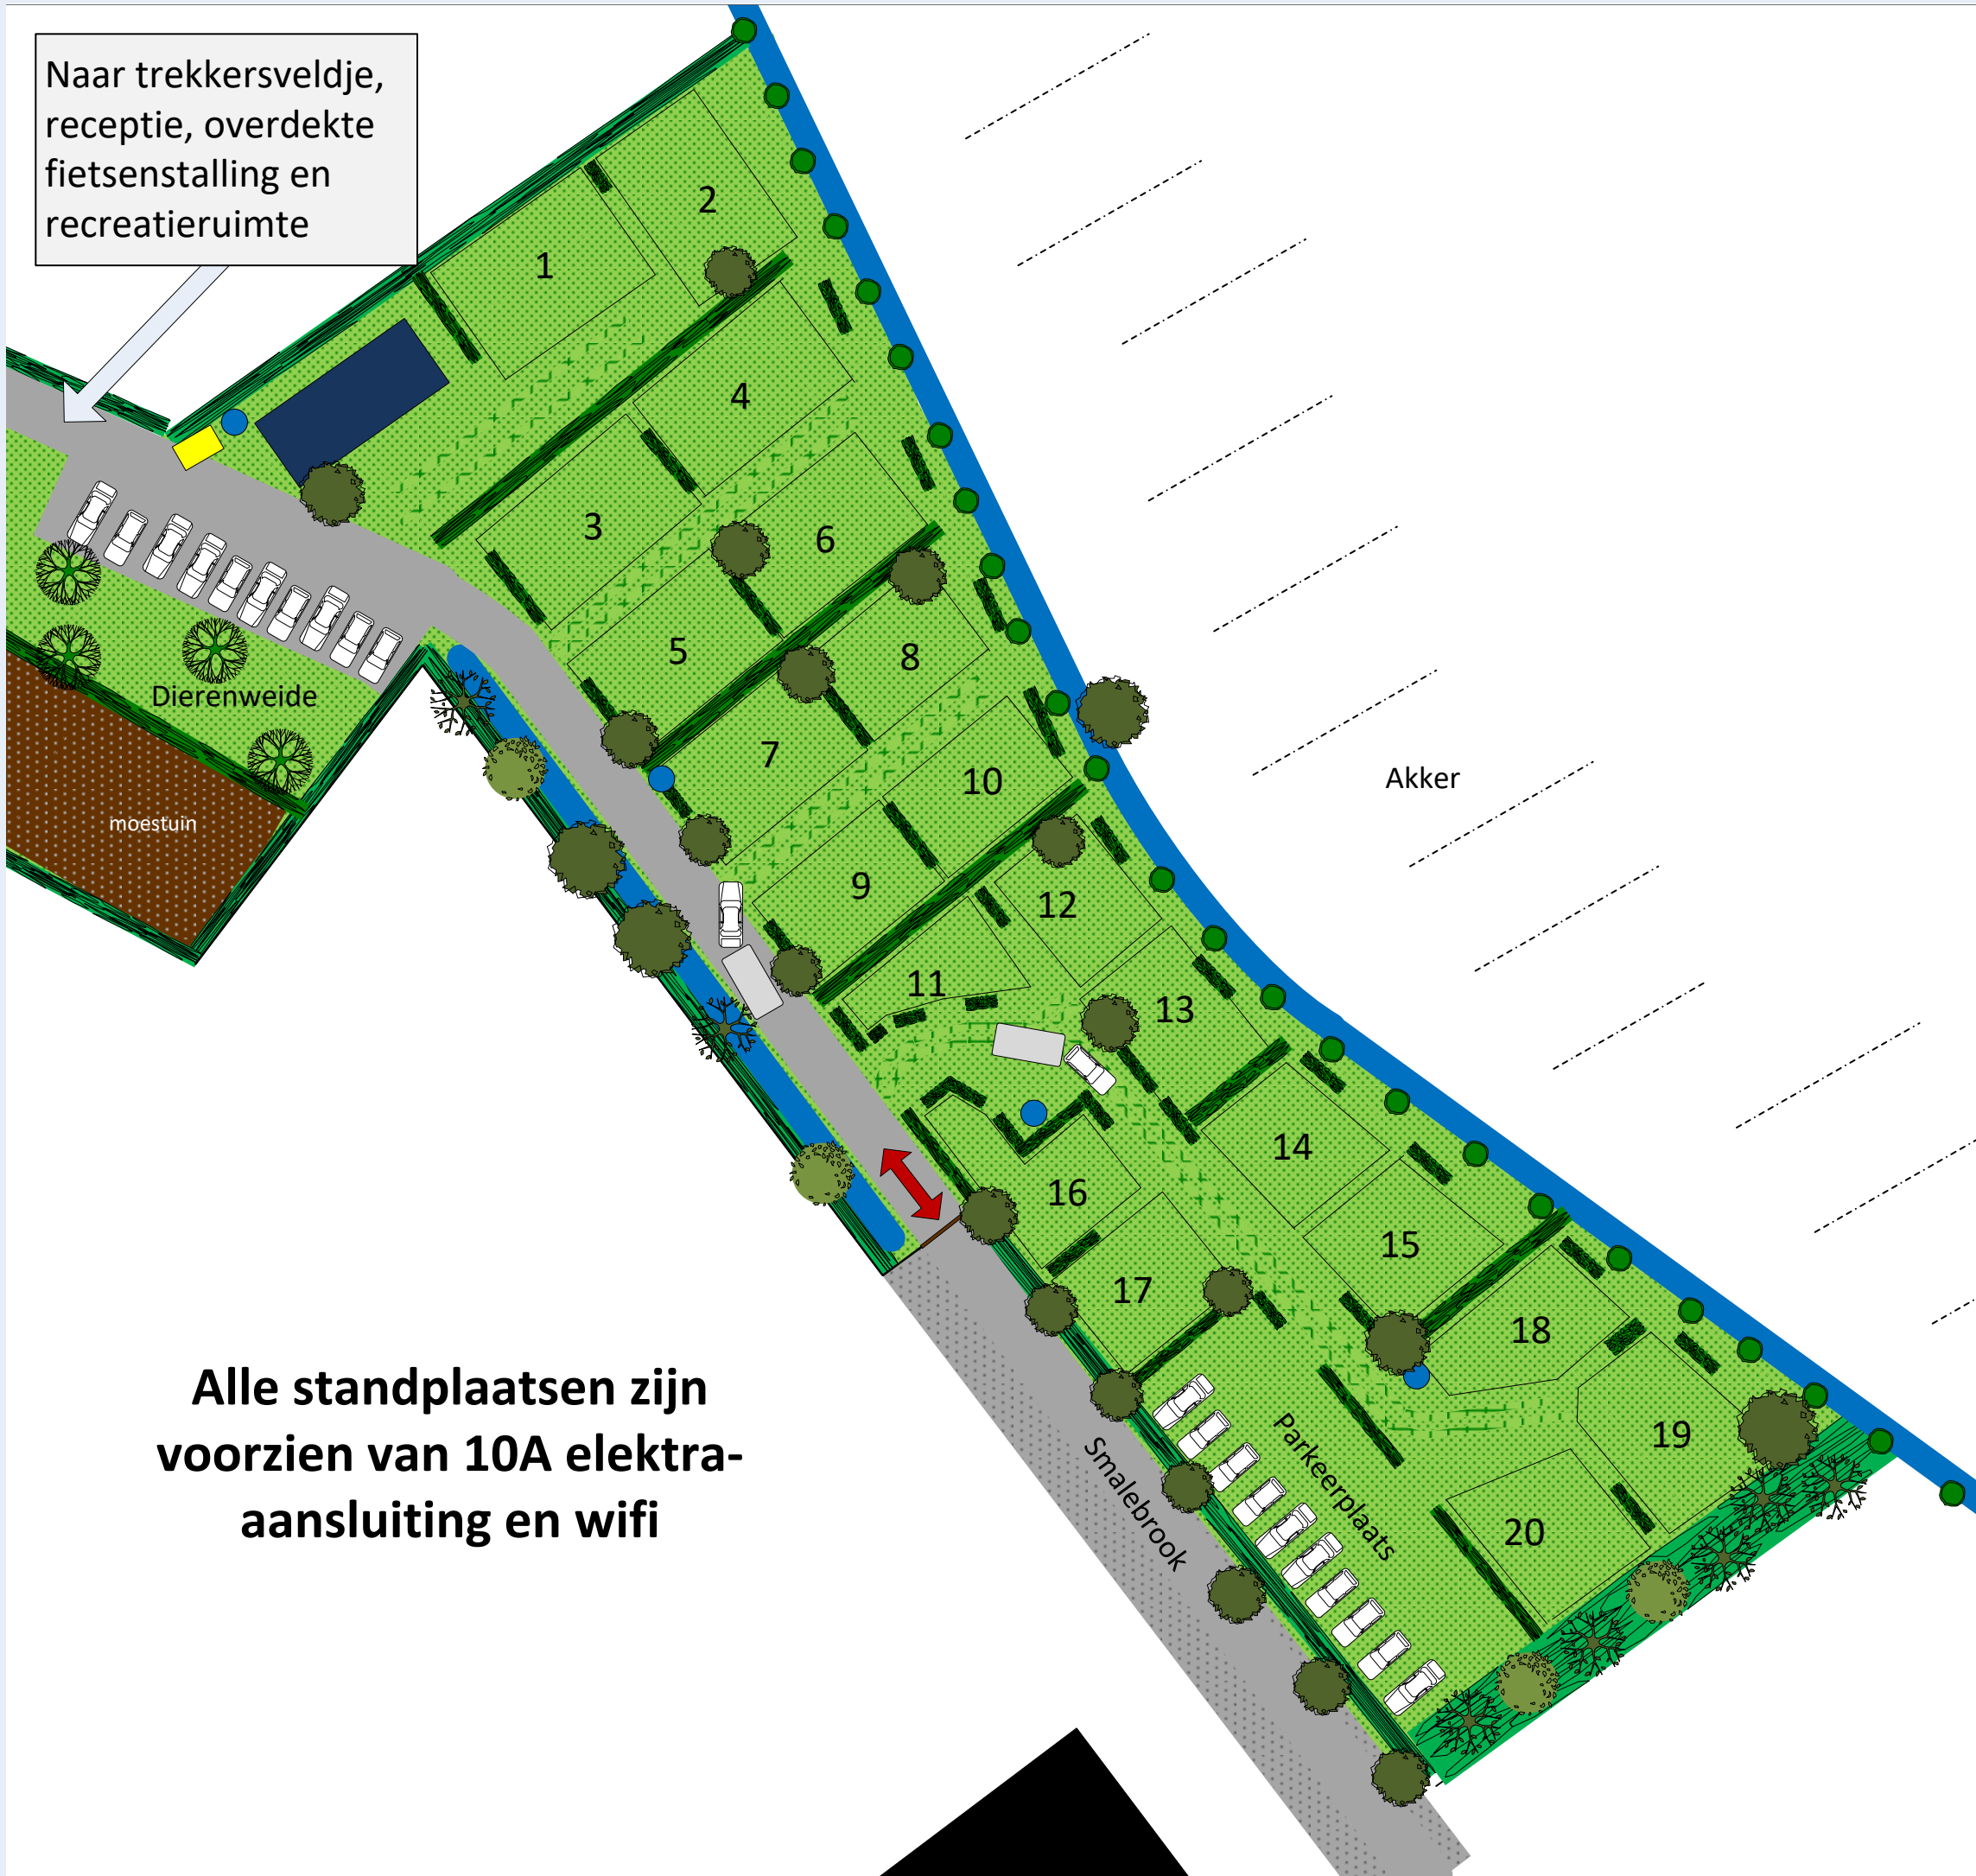 Naar trekkersveldje,
receptie, overdekte
fietsenstalling en
recreatieruimte
2
1
4
3
6
5
8
7
10
Akker
Dierenweide
moestuin
9
12
11
13
14
16
15
17
18
19
20
Parkeerplaats
Smalebrook
Alle standplaatsen zijn
voorzien van 10A elektra-
aansluiting en wifi